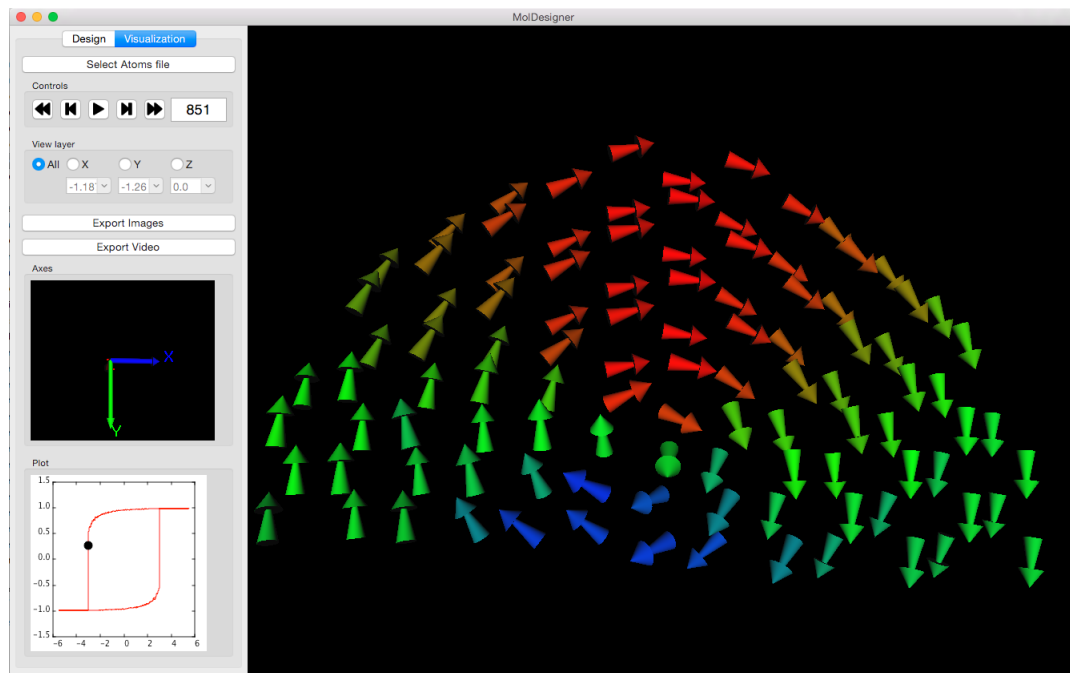 MolDesigner
Design Visualization
Select Atoms file
Controls
851
View layer
All X Y Z
-1.18 -1.26 0.0
Export Images
Export Video
Axes
X
Y
Plot
1.5
1.0
0.5
0.0
-0.5
-1.0
-1.5
-6 -4 -2 0 2 4 6